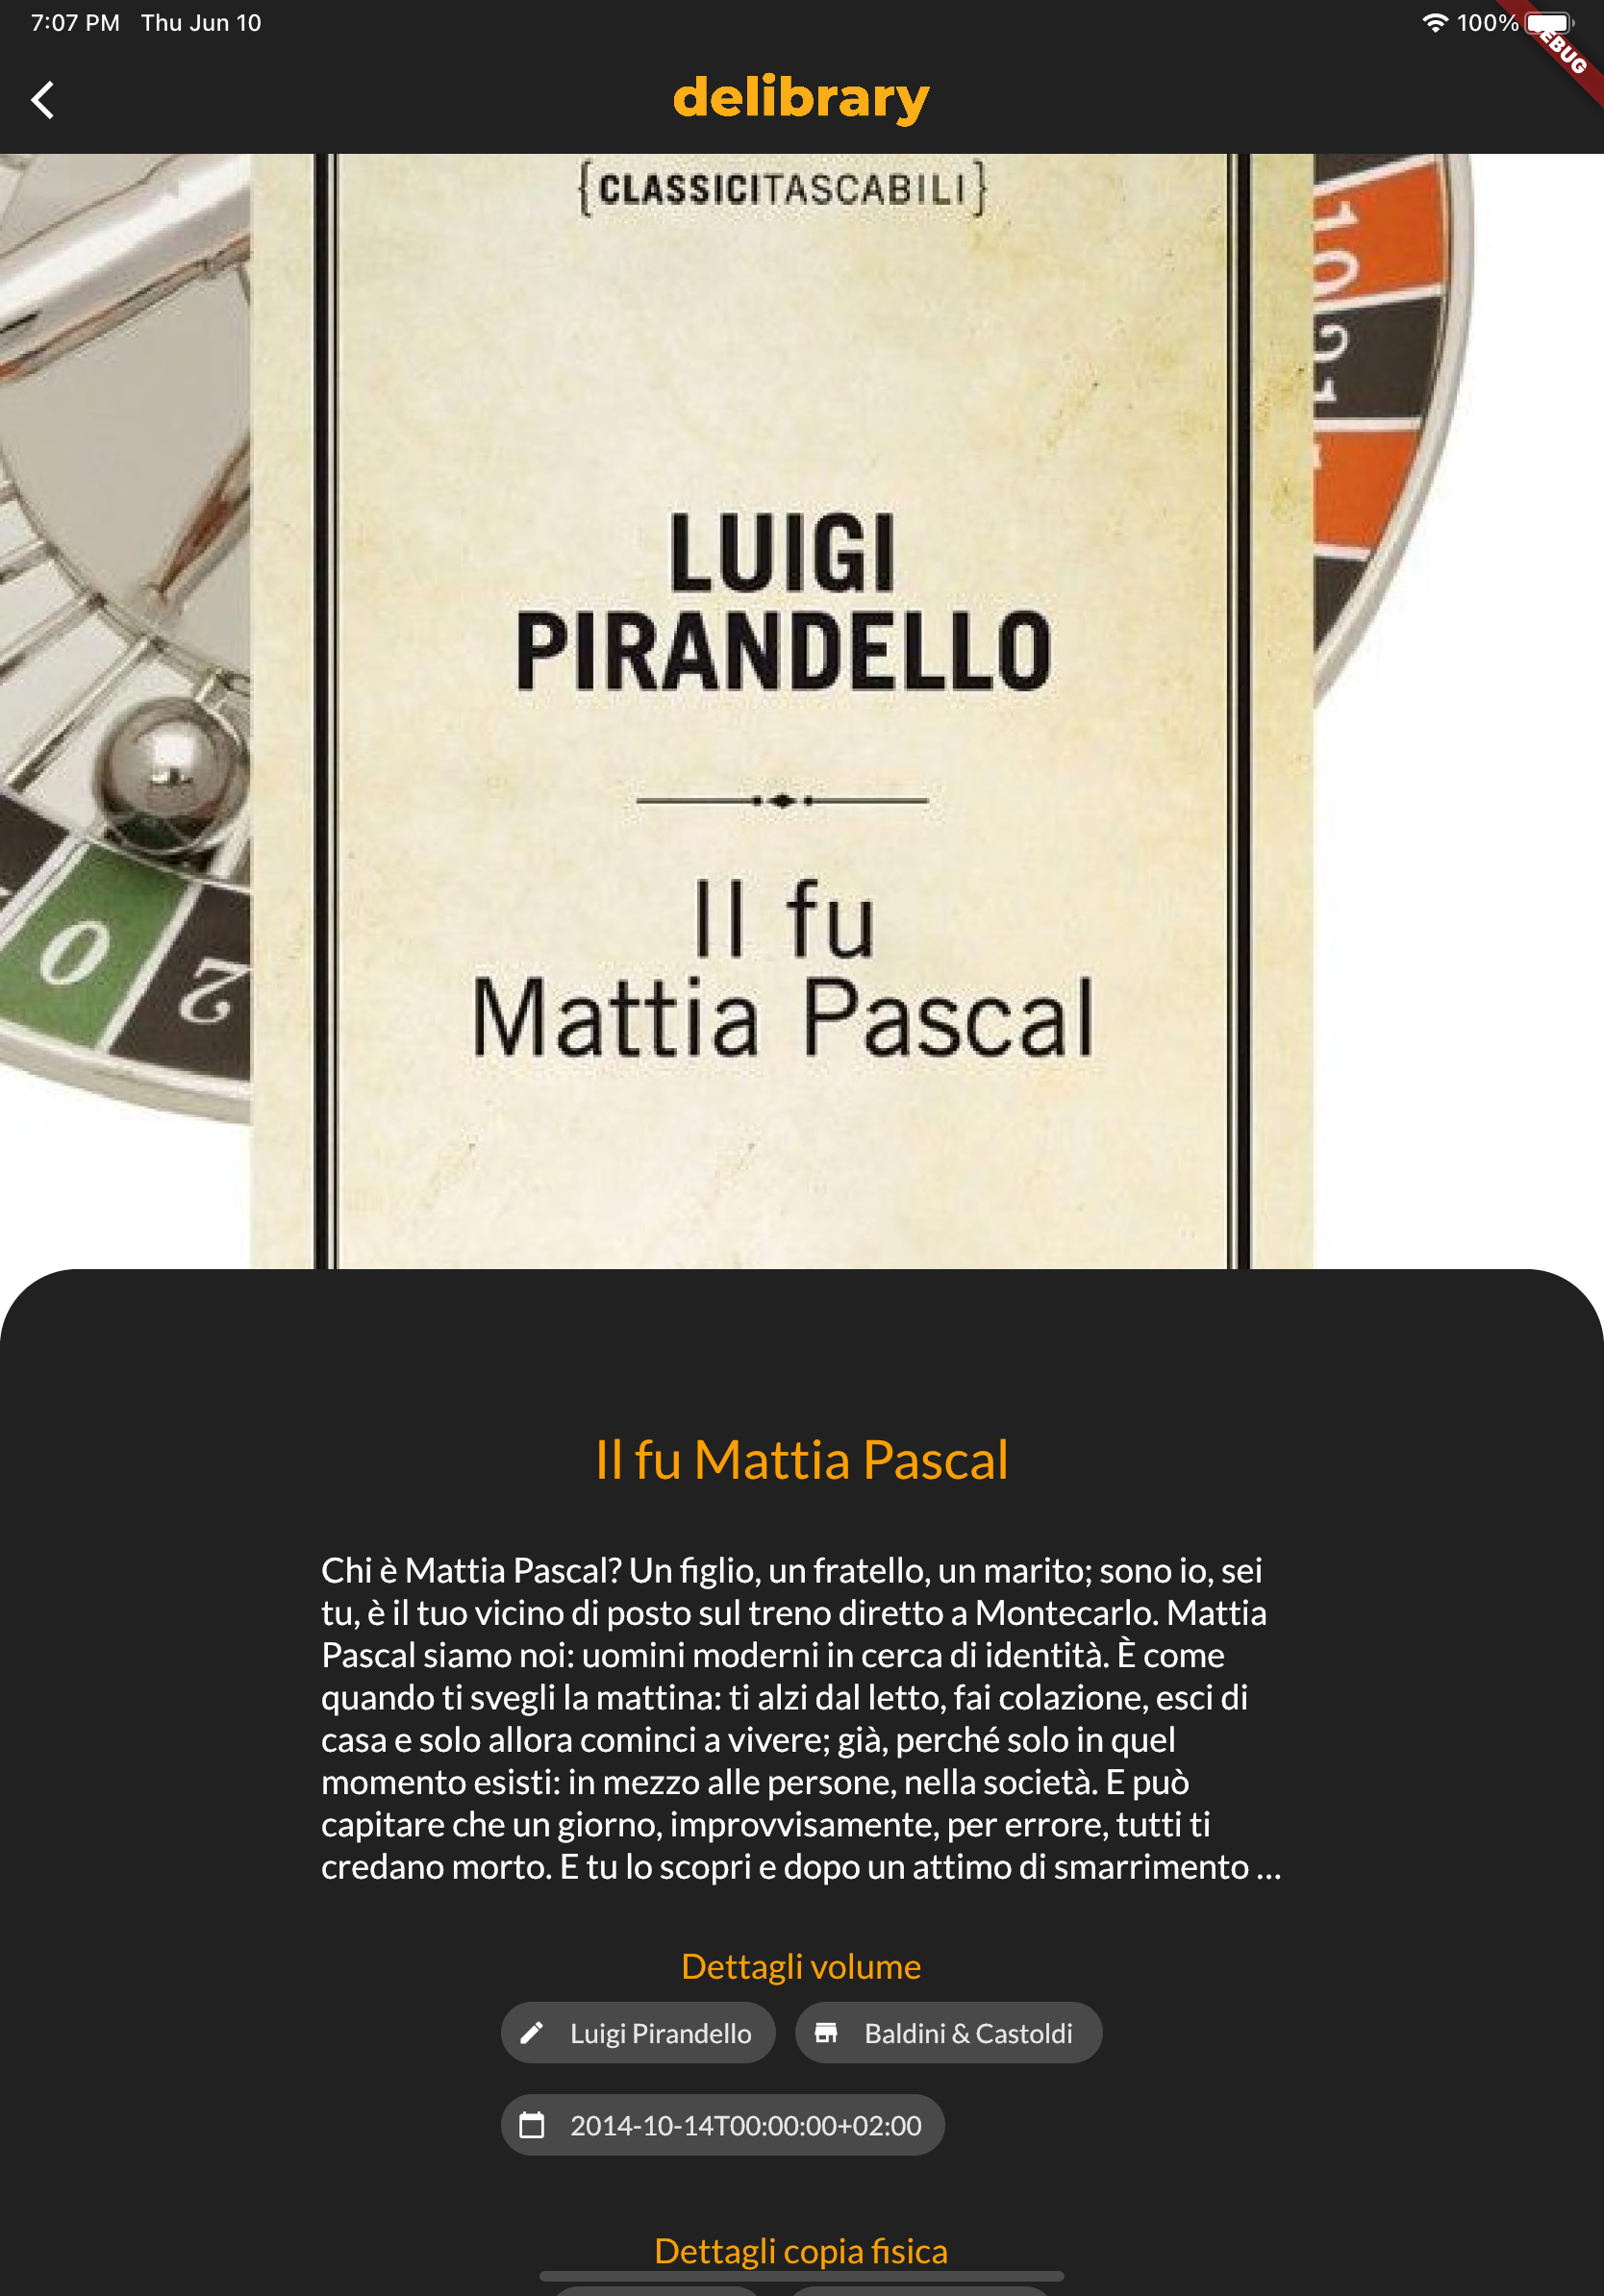 7:07 PM Thu Jun 10
100%
EBUG
delibrary
{CLASSICITASCABILI}
10
21
LUIGI
PIRANDELLO
Il fu
Mattia Pascal
0
2
Il fu Mattia Pascal
Chi è Mattia Pascal? Un figlio, un fratello, un marito; sono io, sei
tu, è il tuo vicino di posto sul treno diretto a Montecarlo. Mattia
Pascal siamo noi: uomini moderni in cerca di identità. È come
quando ti svegli la mattina: ti alzi dal letto, fai colazione, esci di
casa e solo allora cominci a vivere; già, perché solo in quel
momento esisti: in mezzo alle persone, nella società. E può
capitare che un giorno, improvvisamente, per errore, tutti ti
credano morto. E tu lo scopri e dopo un attimo di smarrimento ...
Dettagli volume
Luigi Pirandello
Baldini & Castoldi
2014-10-14T00:00:00+02:00
Dettagli copia fisica